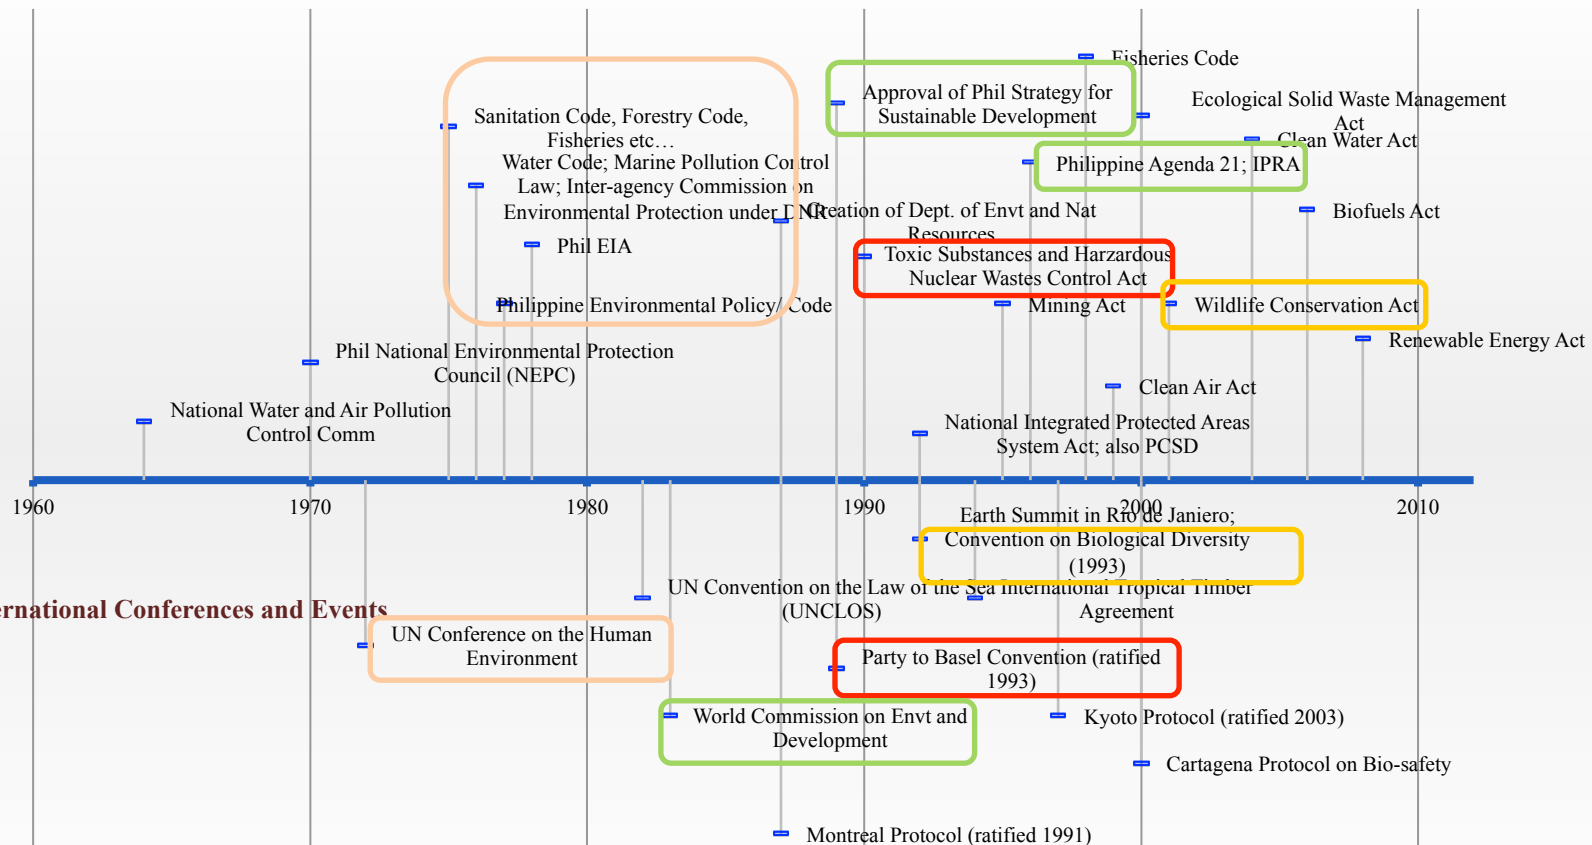 Fisheries Code
Approval of Phil Strategy for
Sustainable Development
Ecological Solid Waste Management
Act
Sanitation Code, Forestry Code,
Fisheries etc…
Clean Water Act
Water Code; Marine Pollution Control
Law; Inter-agency Commission on
Environmental Protection under DNR
Philippine Agenda 21; IPRA
Creation of Dept. of Envt and Nat
Resources
Biofuels Act
Phil EIA
Toxic Substances and Harzardous
Nuclear Wastes Control Act
Philippine Environmental Policy/ Code
Mining Act
Wildlife Conservation Act
Renewable Energy Act
Phil National Environmental Protection
Council (NEPC)
Clean Air Act
National Water and Air Pollution
Control Comm
National Integrated Protected Areas
System Act; also PCSD
1960
1970
1980
1990
2000
2010
Earth Summit in Rio de Janiero;
Convention on Biological Diversity
(1993)
UN Convention on the Law of the Sea
(UNCLOS)
International Tropical Timber
Agreement
ernational Conferences and Events
UN Conference on the Human
Environment
Party to Basel Convention (ratified
1993)
World Commission on Envt and
Development
Kyoto Protocol (ratified 2003)
Cartagena Protocol on Bio-safety
Montreal Protocol (ratified 1991)